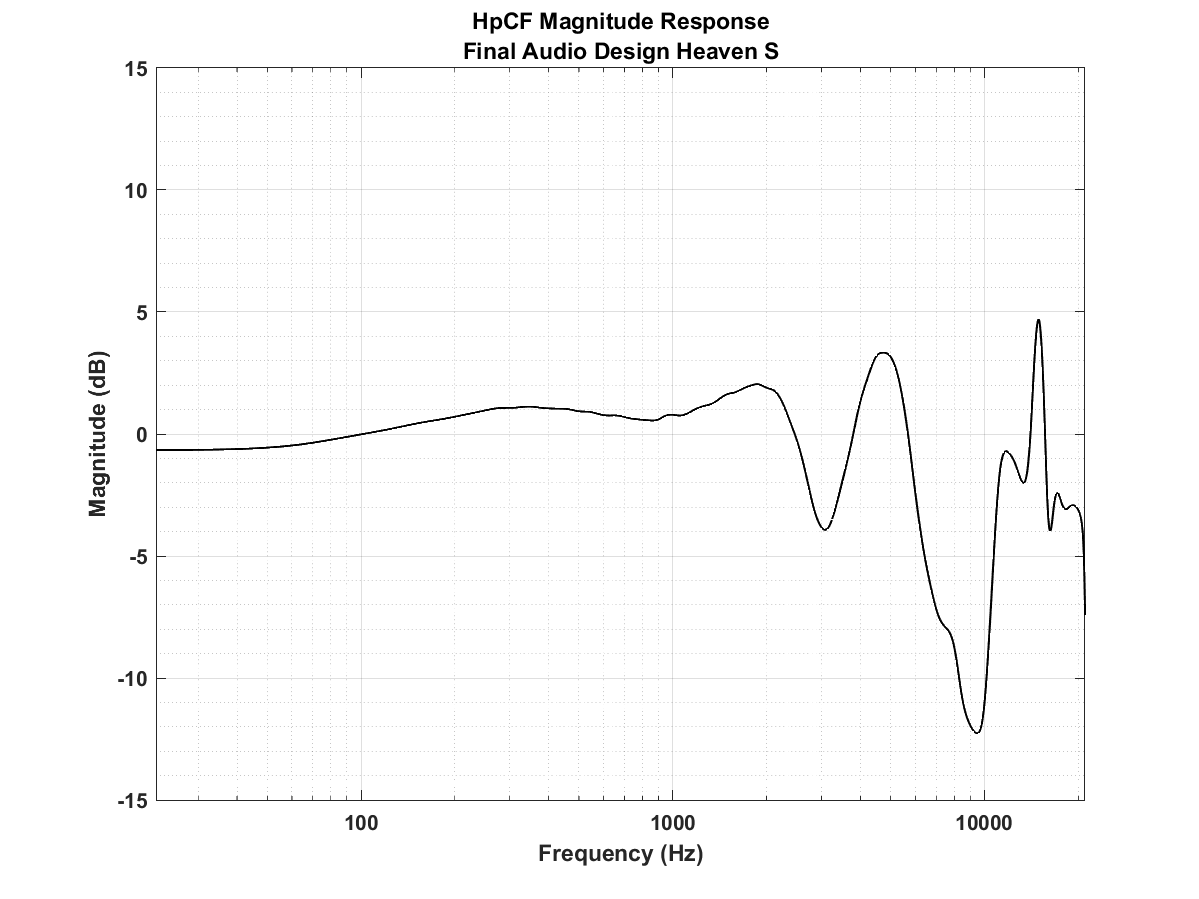 HpCF Magnitude Response
Final Audio Design Heaven S
15
10
5
0
-5
-10
-15
Magnitude (dB)
100
1000
10000
Frequency (Hz)